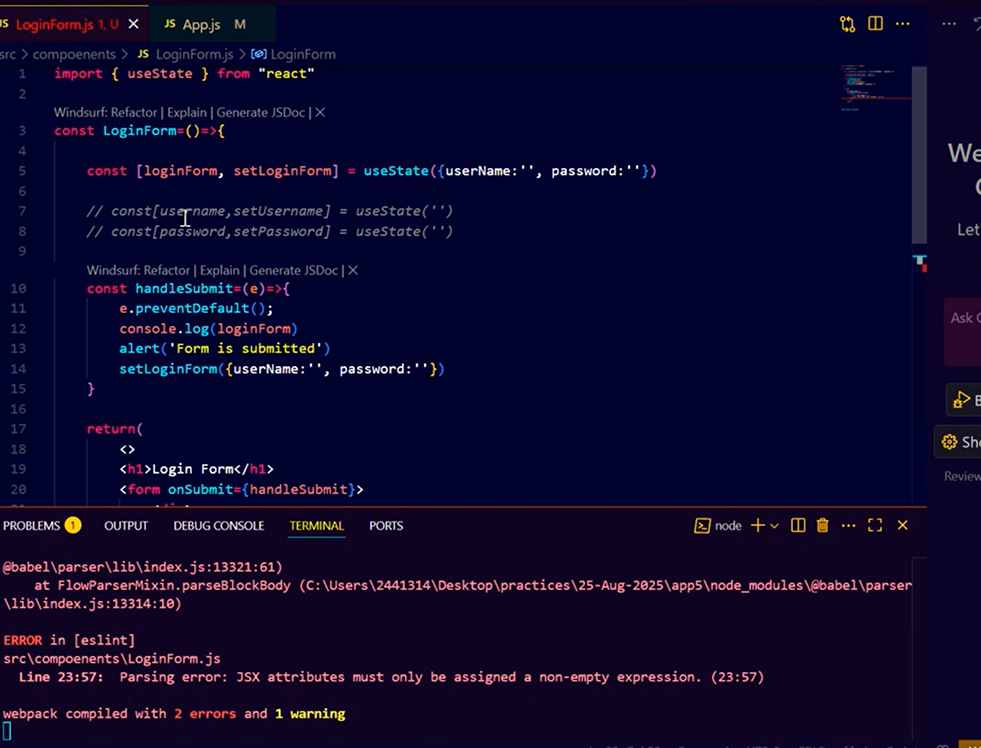 JS LoginForm.js 1, U
JS App.js M
src > compoenents > JS LoginForm.js > LoginForm
1 import { useState } from "react"
2
Windsurf: Refactor | Explain | Generate JSDoc | X
3 const LoginForm=()=>{
4
5 const [loginForm, setLoginForm] = useState({userName:'', password:''})
6
7 // const[username,setUsername] = useState('')
8 // const[password,setPassword] = useState('')
9
Windsurf: Refactor | Explain | Generate JSDoc | X
10 const handleSubmit=(e)=>{
11 e.preventDefault();
12 console.log(loginForm)
13 alert('Form is submitted')
14 setLoginForm({userName:'', password:''})
15 }
16
17 return(
18 <>
19 <h1>Login Form</h1>
20 <form onSubmit={handleSubmit}>
We
Let
Ask
Review
PROBLEMS 1 OUTPUT DEBUG CONSOLE TERMINAL PORTS
node
@babel\parser\lib\index.js:13321:61)
at FlowParserMixin.parseBlockBody (C:\Users\2441314\Desktop\practices\25-Aug-2025\app5\node_modules\@babel\parser
\lib\index.js:13314:10)
ERROR in [eslint]
src\compoenents\LoginForm.js
Line 23:57: Parsing error: JSX attributes must only be assigned a non-empty expression. (23:57)
webpack compiled with 2 errors and 1 warning